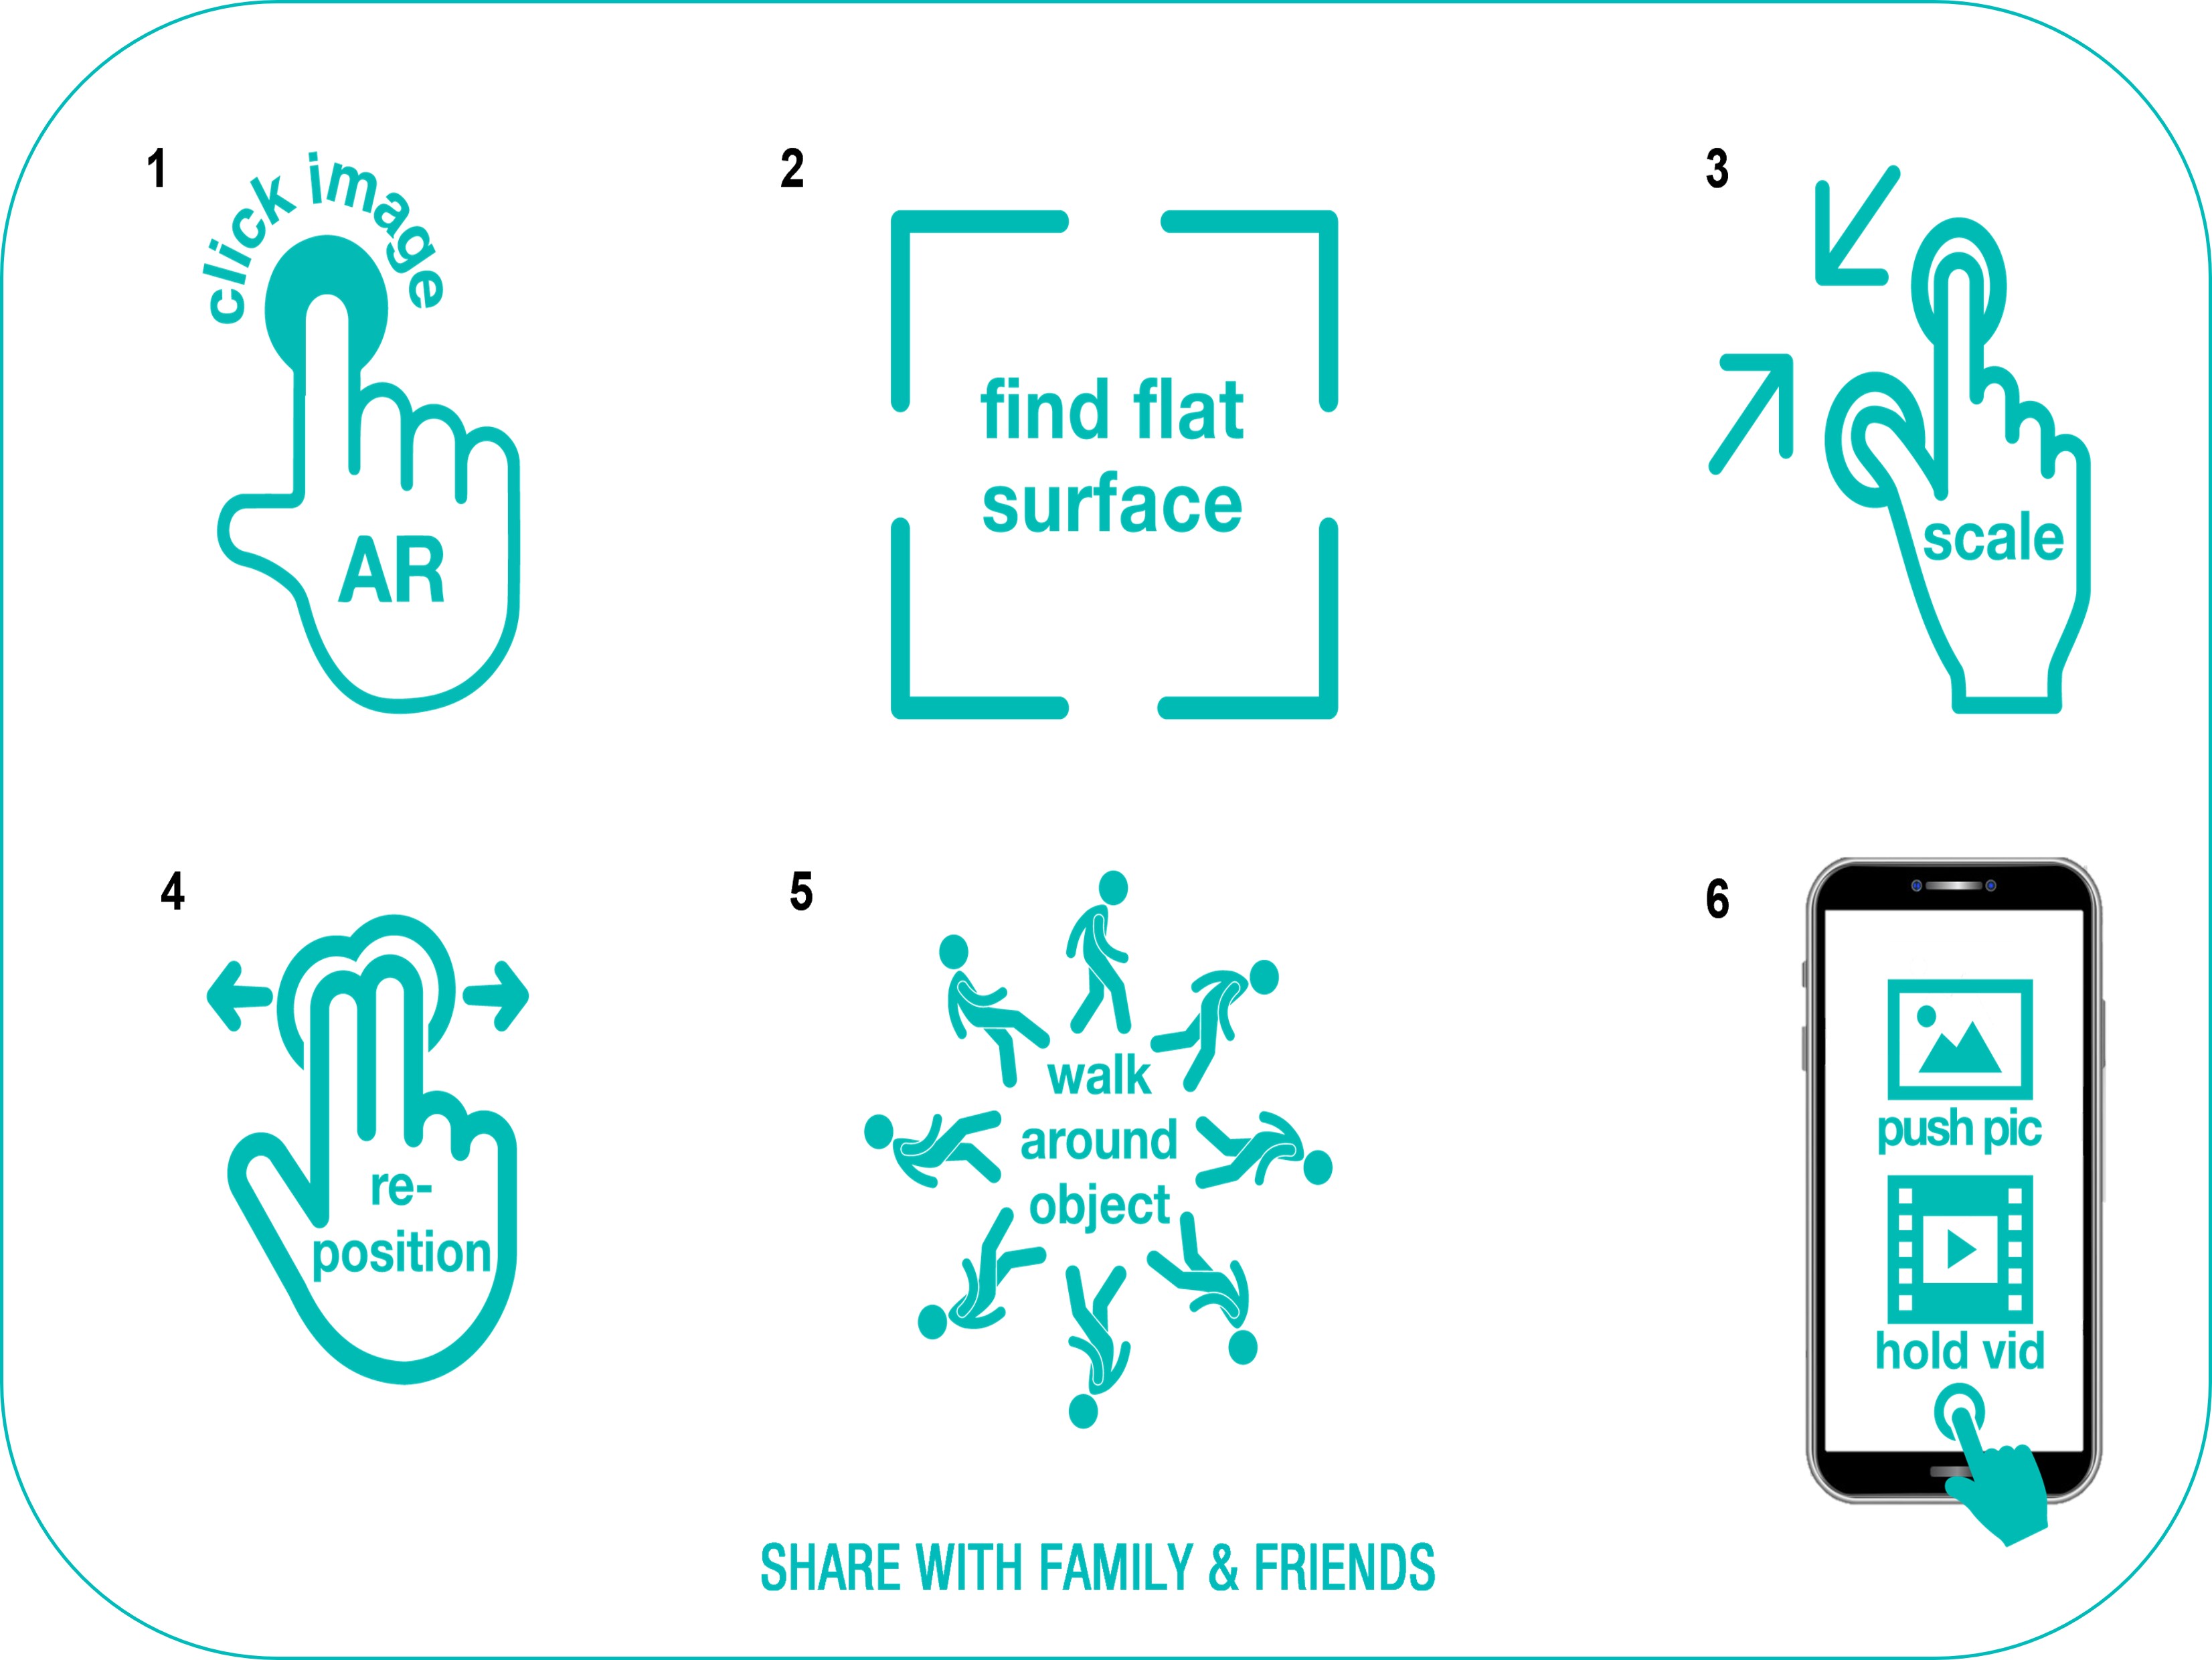 1
click image
AR
2
find flat
surface
3
scale
4
re-
position
5
walk
around
object
6
push pic
hold vid
SHARE WITH FAMILY & FRIENDS